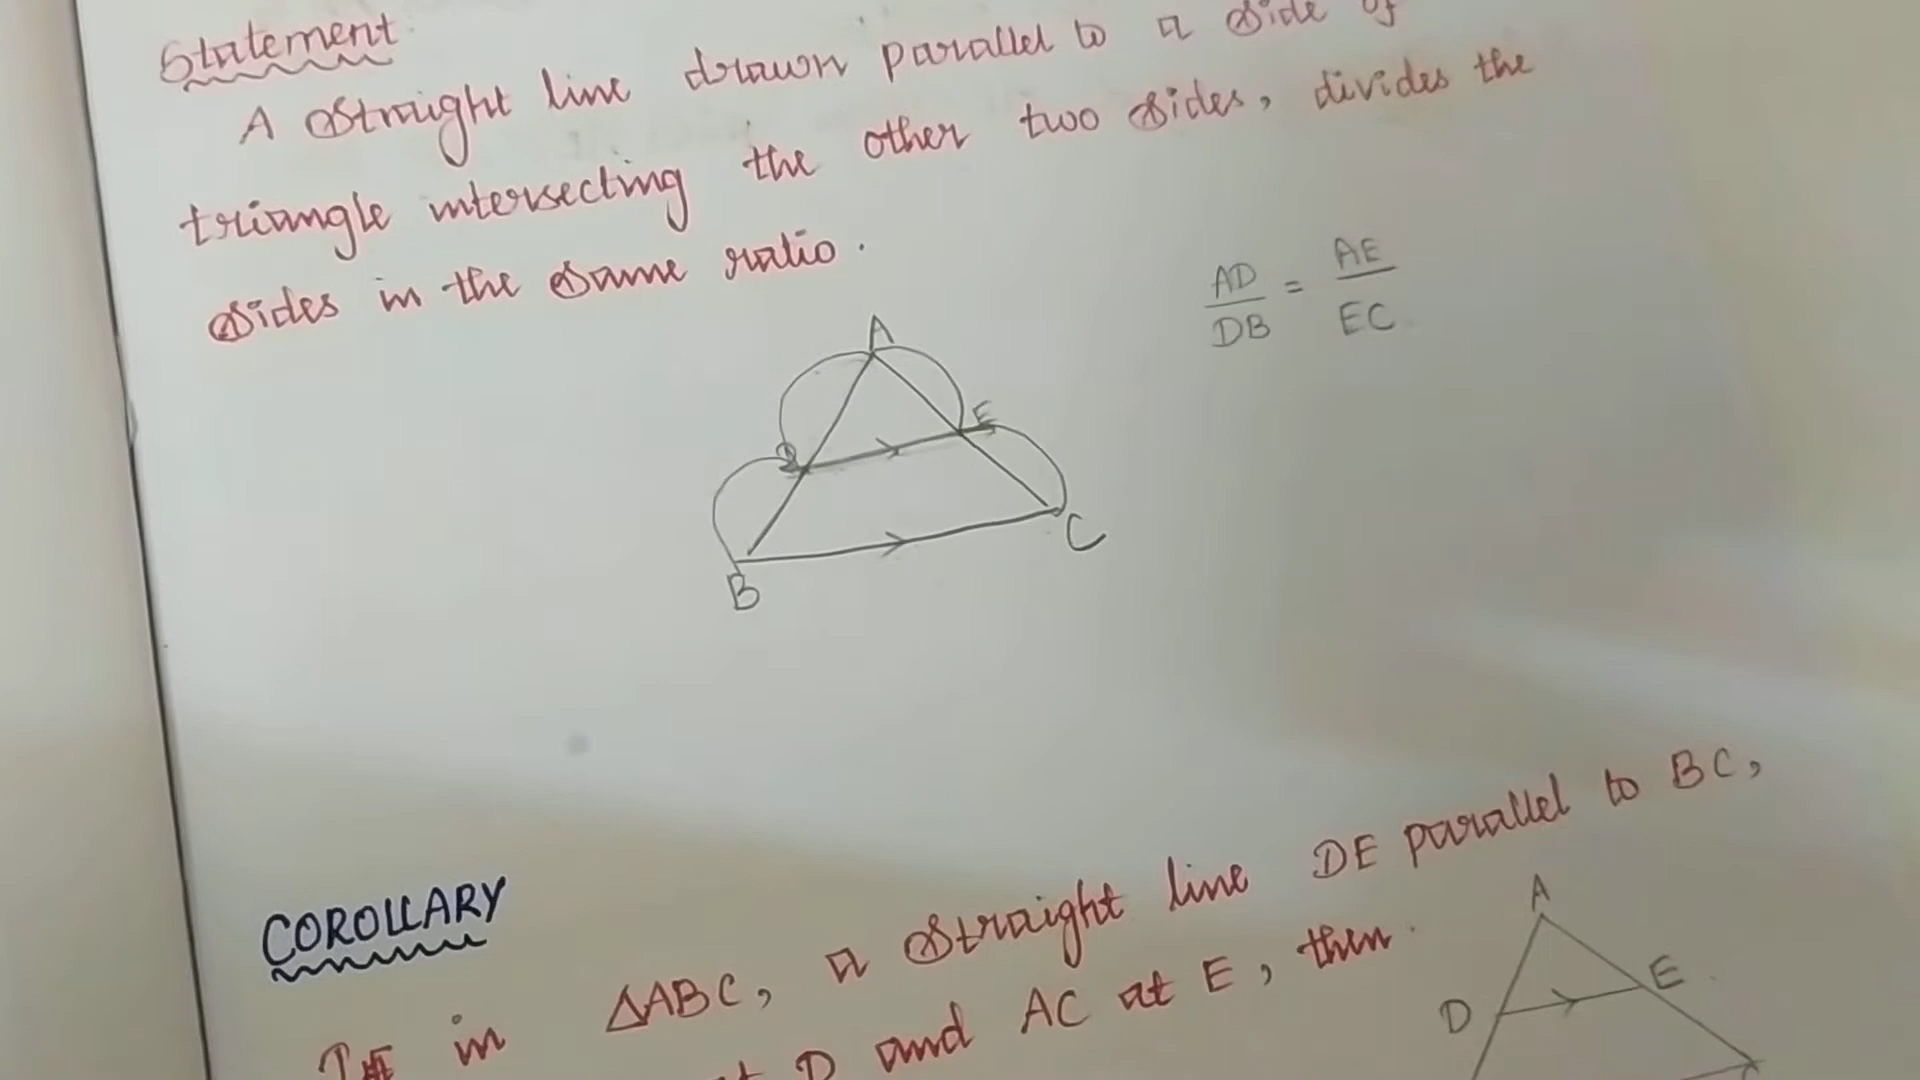 Statement
A straight line drawn parallel to a side of
triangle intersecting the other two sides, divides the
sides in the same ratio.
AD/DB = AE/EC
A
D
E
B
C
COROLLARY
If in ΔABC, a straight line DE parallel to BC,
at D and AC at E, then
A
D
E
C